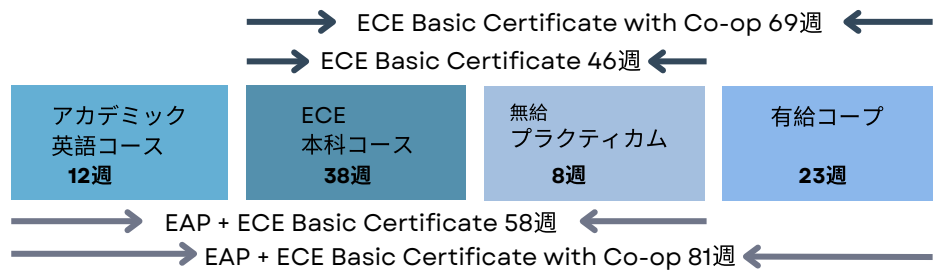 ECE Basic Certificate with Co-op 69週
ECE Basic Certificate 46週
アカデミック
英語コース
12週
ECE
本科コース
38週
無給
プラクティカム
8週
有給コープ
23週
EAP + ECE Basic Certificate 58週
EAP + ECE Basic Certificate with Co-op 81週